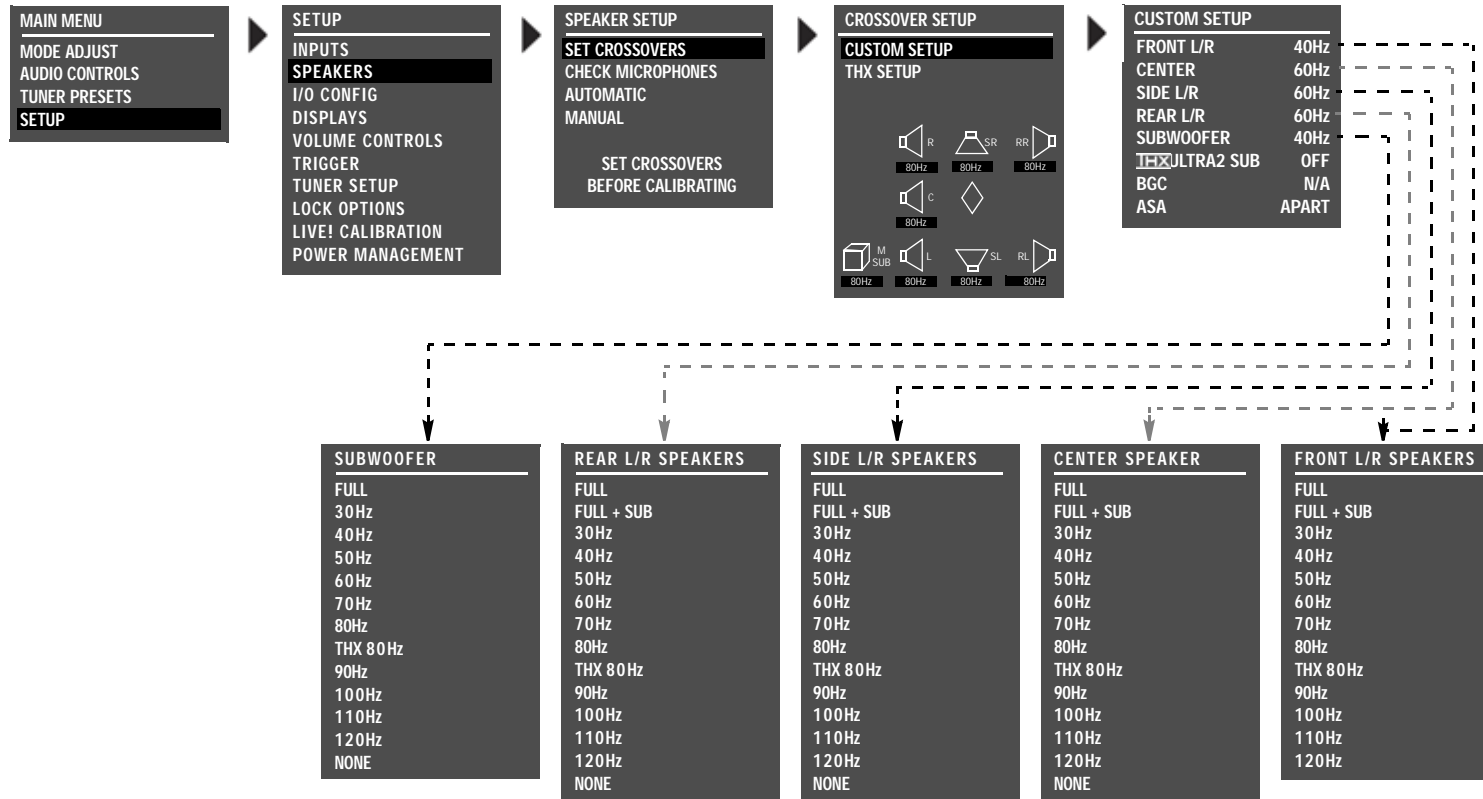 MAIN MENU
MODE ADJUST
AUDIO CONTROLS
TUNER PRESETS
SETUP
SETUP
INPUTS
SPEAKERS
I/O CONFIG
DISPLAYS
VOLUME CONTROLS
TRIGGER
TUNER SETUP
LOCK OPTIONS
LIVE! CALIBRATION
POWER MANAGEMENT
SPEAKER SETUP
SET CROSSOVERS
CHECK MICROPHONES
AUTOMATIC
MANUAL
SET CROSSOVERS
BEFORE CALIBRATING
CROSSOVER SETUP
CUSTOM SETUP
THX SETUP
R SR RR
80Hz 80Hz 80Hz
C
80Hz
M
SUB L SL RL
80Hz 80Hz 80Hz 80Hz
CUSTOM SETUP
FRONT L/R 40Hz
CENTER 60Hz
SIDE L/R 60Hz
REAR L/R 60Hz
SUBWOOFER 40Hz
THX ULTRA2 SUB OFF
BGC N/A
ASA APART
SUBWOOFER
FULL
30Hz
40Hz
50Hz
60Hz
70Hz
80Hz
THX 80Hz
90Hz
100Hz
110Hz
120Hz
NONE
REAR L/R SPEAKERS
FULL
FULL + SUB
30Hz
40Hz
50Hz
60Hz
70Hz
80Hz
THX 80Hz
90Hz
100Hz
110Hz
120Hz
NONE
SIDE L/R SPEAKERS
FULL
FULL + SUB
30Hz
40Hz
50Hz
60Hz
70Hz
80Hz
THX 80Hz
90Hz
100Hz
110Hz
120Hz
NONE
CENTER SPEAKER
FULL
FULL + SUB
30Hz
40Hz
50Hz
60Hz
70Hz
80Hz
THX 80Hz
90Hz
100Hz
110Hz
120Hz
NONE
FRONT L/R SPEAKERS
FULL
FULL + SUB
30Hz
40Hz
50Hz
60Hz
70Hz
80Hz
THX 80Hz
90Hz
100Hz
110Hz
120Hz